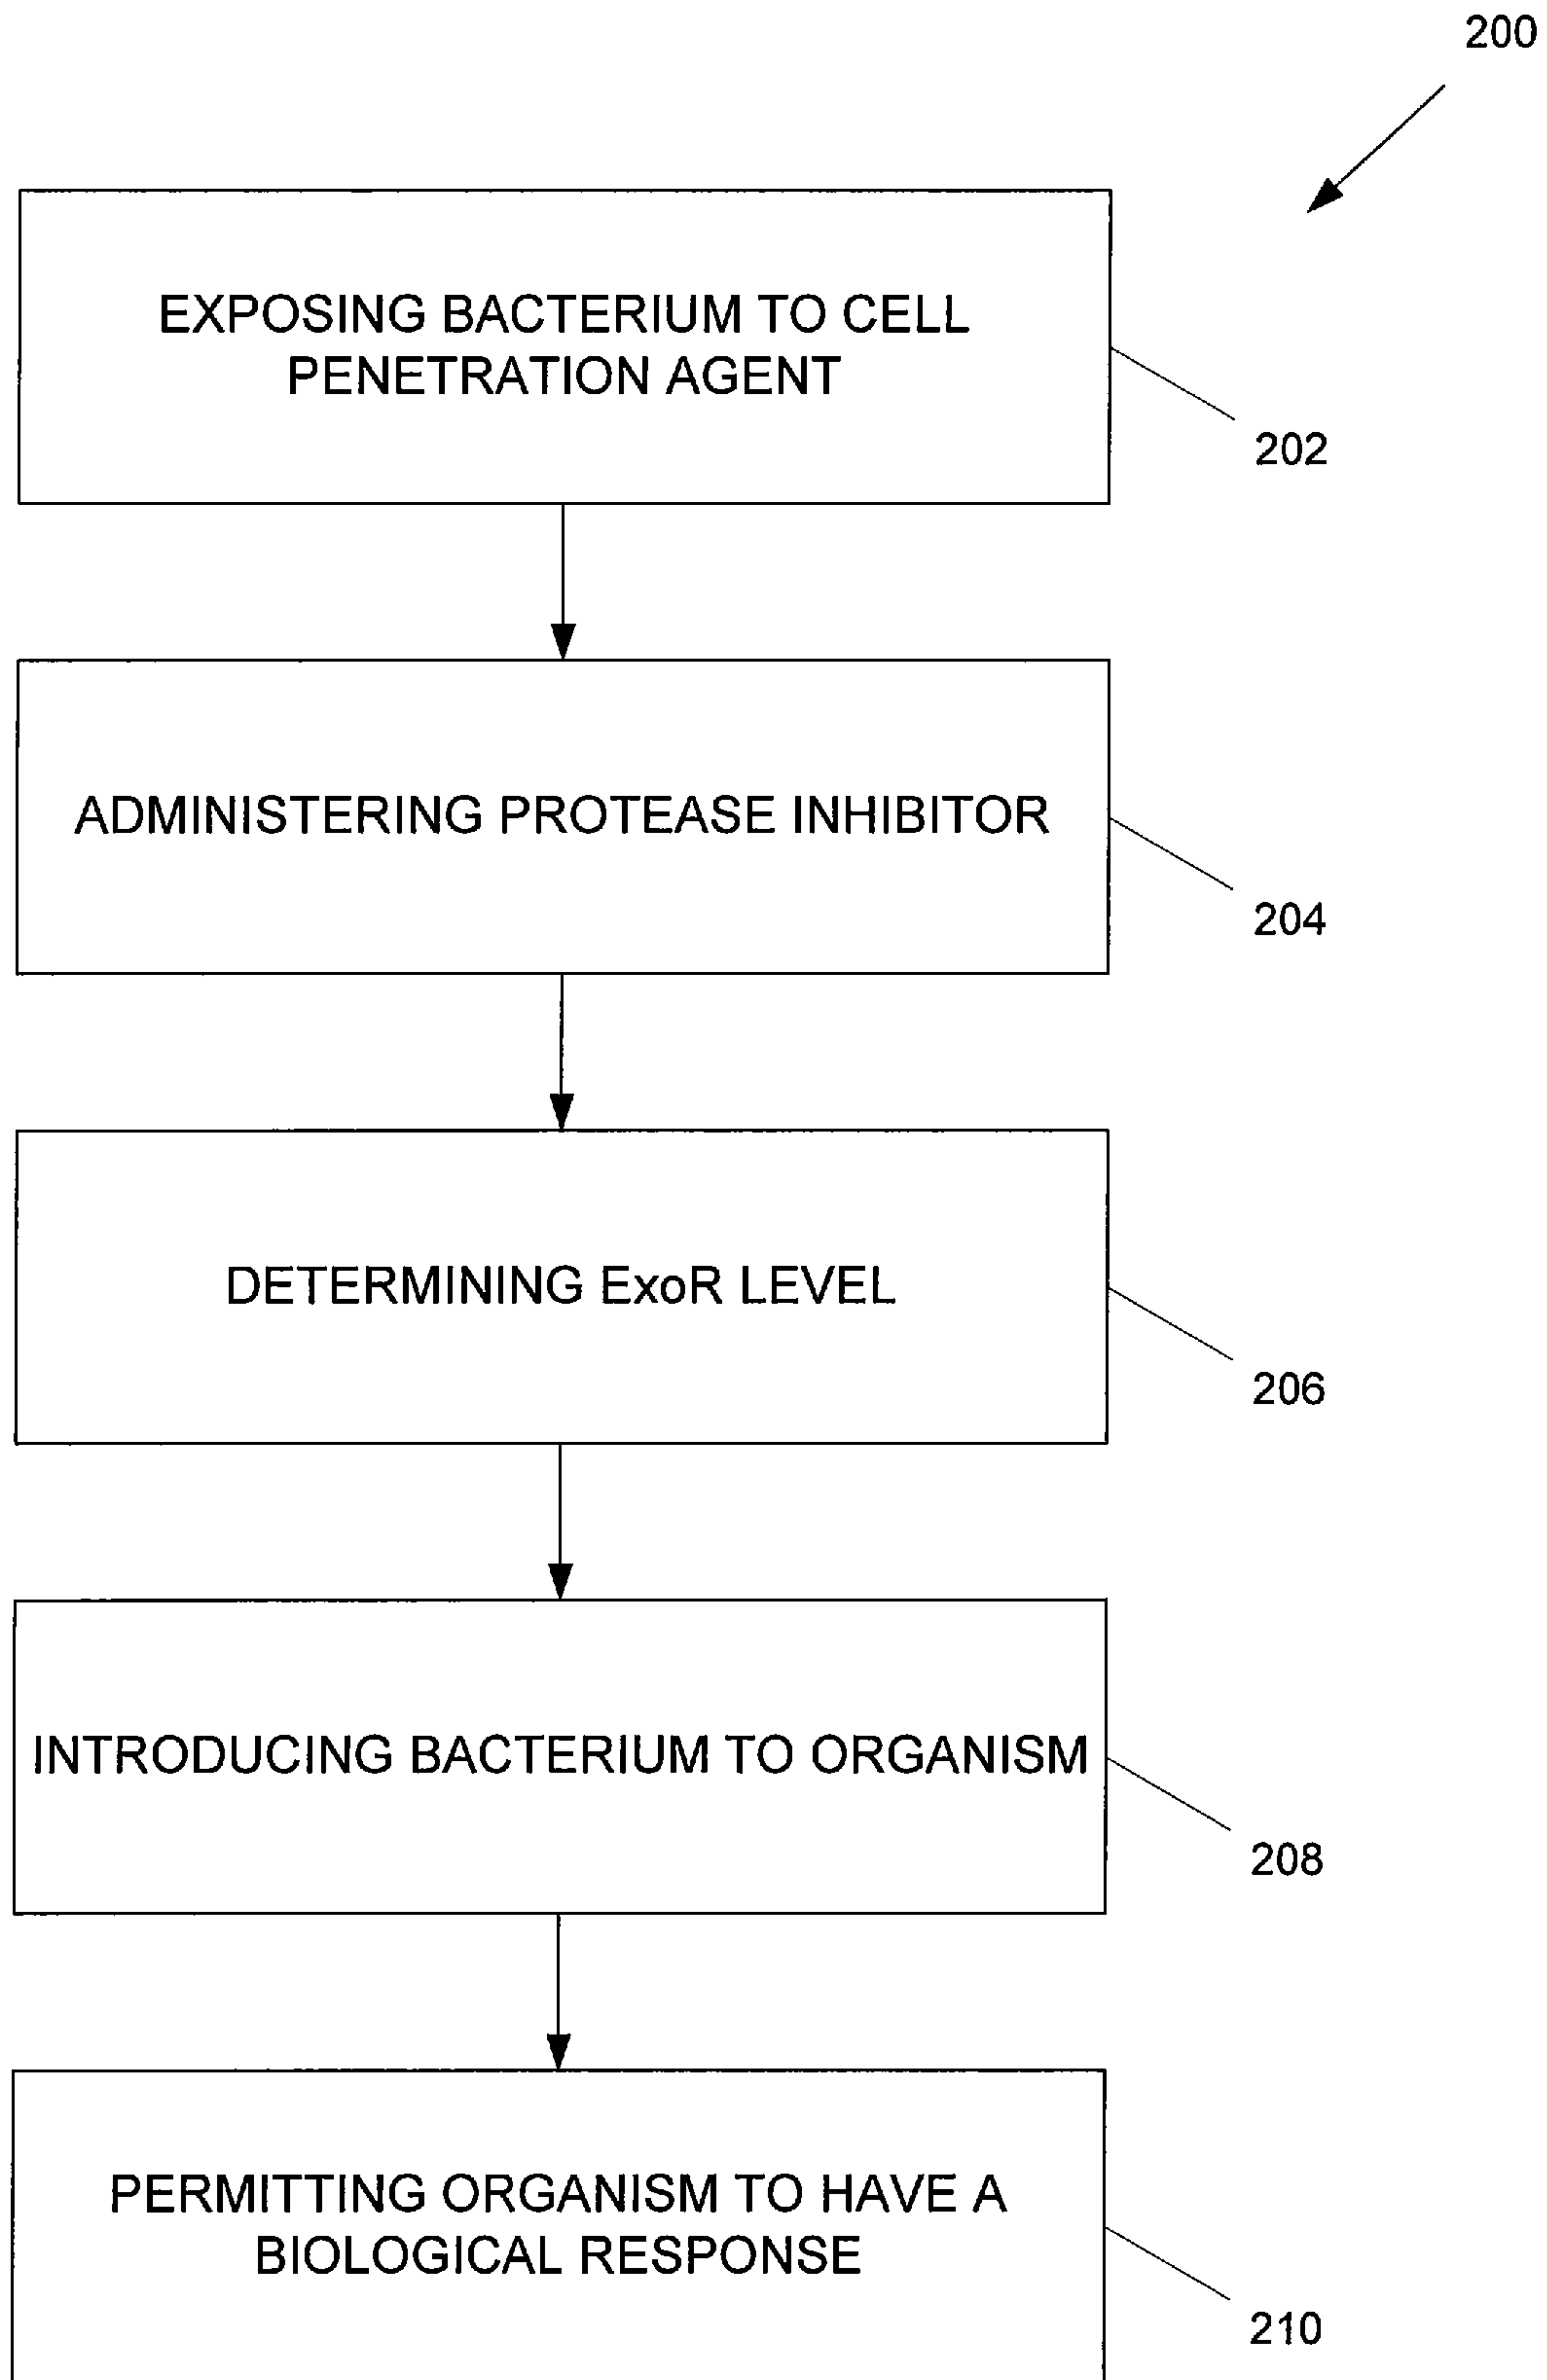 200
EXPOSING BACTERIUM TO CELL
PENETRATION AGENT
202
ADMINISTERING PROTEASE INHIBITOR
204
DETERMINING ExoR LEVEL
206
INTRODUCING BACTERIUM TO ORGANISM
208
PERMITTING ORGANISM TO HAVE A
BIOLOGICAL RESPONSE
210